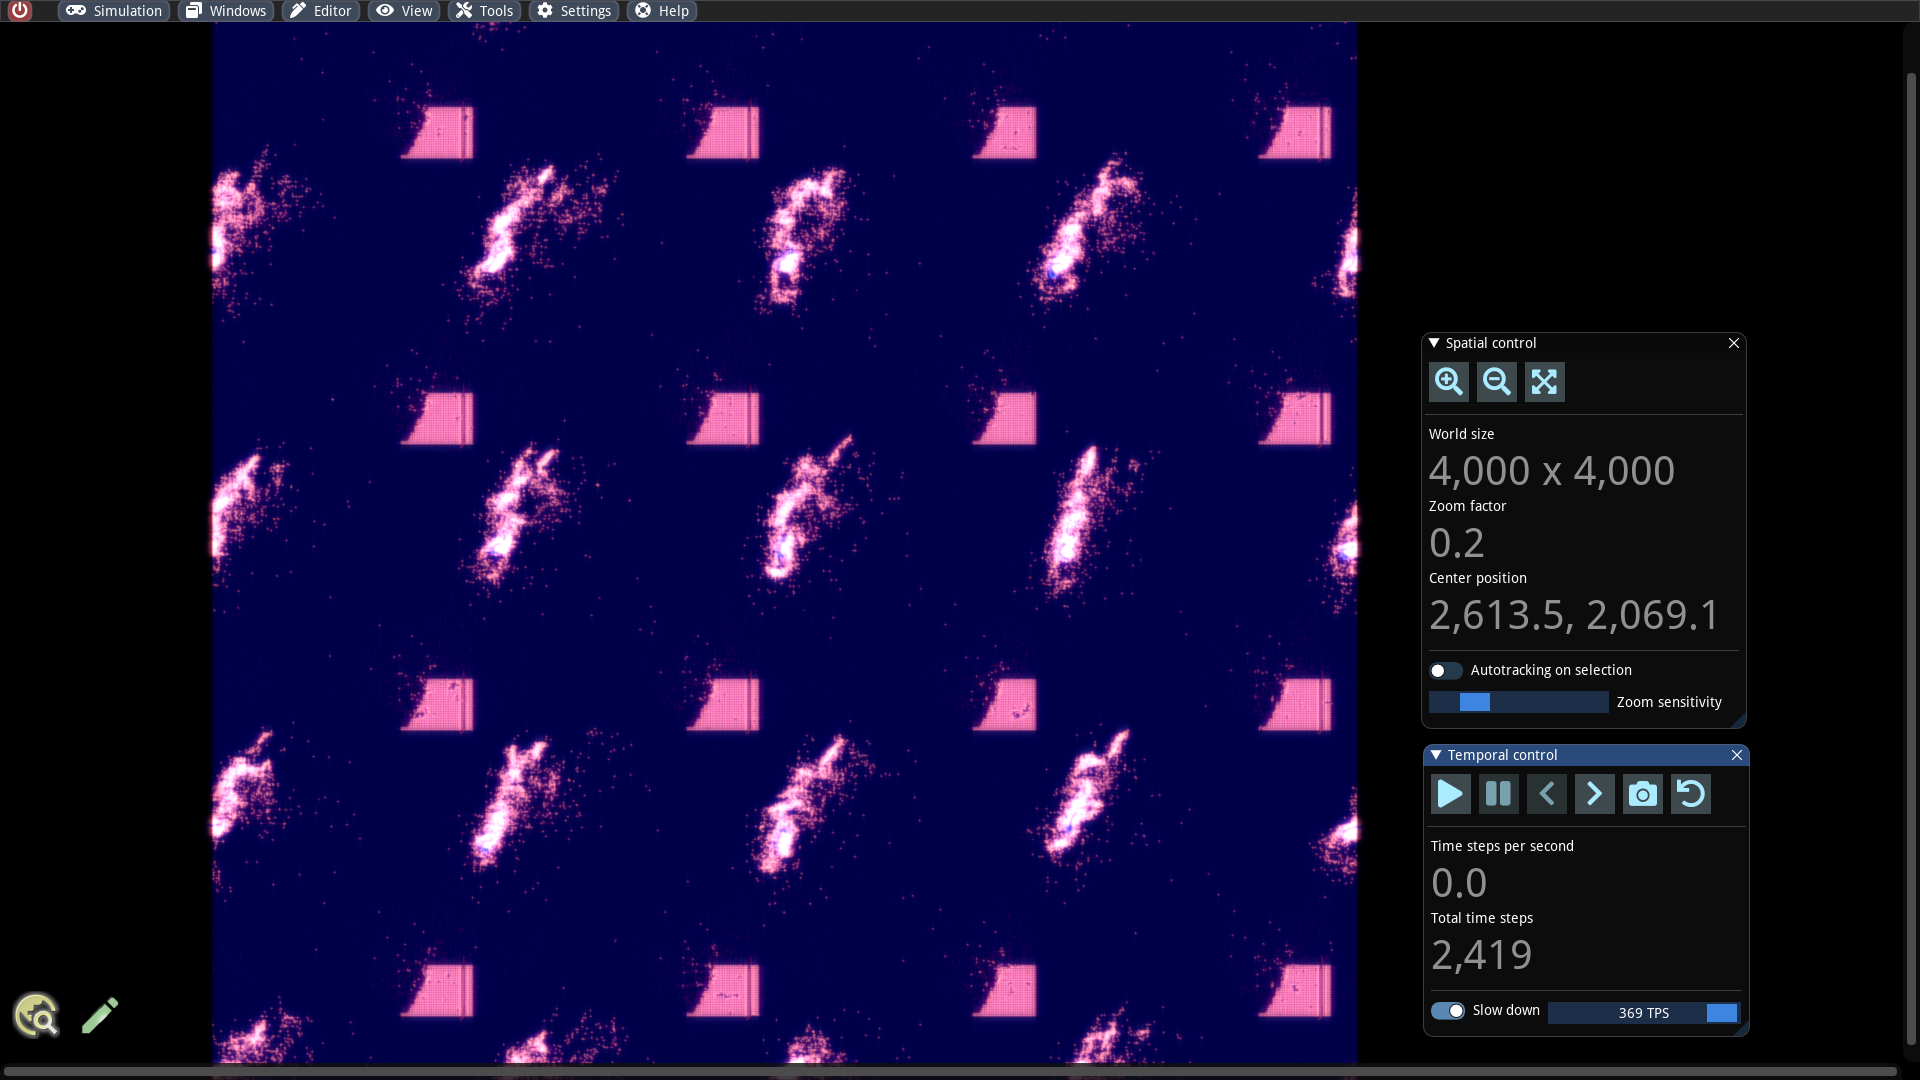 Simulation Windows Editor View Tools Settings Help
Spatial control
World size
4,000 x 4,000
Zoom factor
0.2
Center position
2,613.5, 2,069.1
Autotracking on selection
Zoom sensitivity
Temporal control
Time steps per second
0.0
Total time steps
2,419
Slow down 369 TPS